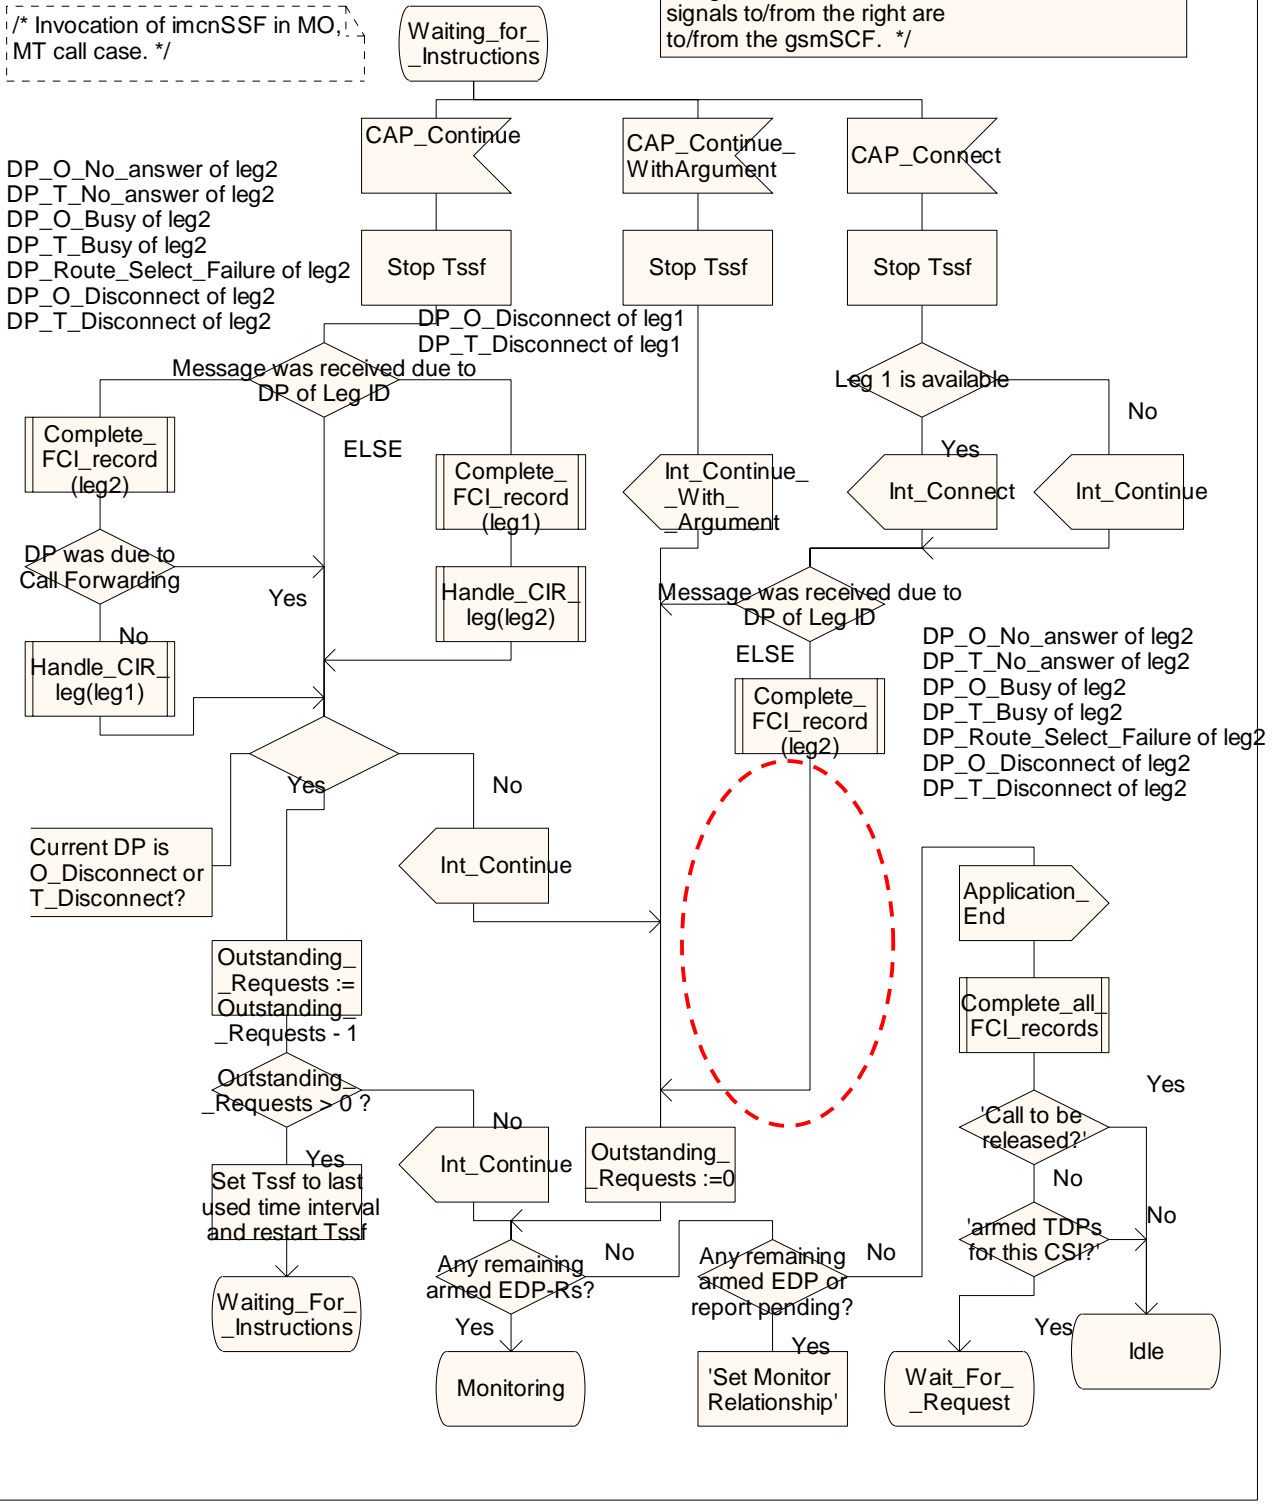 /* Invocation of imcnSSF in MO,
MT call case. */
Waiting_for_
_Instructions
signals to/from the right are
to/from the gsmSCF. */
CAP_Continue
CAP_Continue_
WithArgument
CAP_Connect
DP_O_No_answer of leg2
DP_T_No_answer of leg2
DP_O_Busy of leg2
DP_T_Busy of leg2
DP_Route_Select_Failure of leg2
DP_O_Disconnect of leg2
DP_T_Disconnect of leg2
Stop Tssf
Stop Tssf
Stop Tssf
DP_O_Disconnect of leg1
DP_T_Disconnect of leg1
Message was received due to
DP of Leg ID
Leg 1 is available
No
Complete_
FCI_record
(leg2)
ELSE
Yes
Complete_
FCI_record
(leg1)
Int_Continue_
_With_
_Argument
Int_Connect
Int_Continue
DP was due to
Call Forwarding
Yes
Handle_CIR_
leg(leg2)
Message was received due to
DP of Leg ID
No
Handle_CIR_
leg(leg1)
ELSE
DP_O_No_answer of leg2
DP_T_No_answer of leg2
DP_O_Busy of leg2
DP_T_Busy of leg2
DP_Route_Select_Failure of leg2
DP_O_Disconnect of leg2
DP_T_Disconnect of leg2
Complete_
FCI_record
(leg2)
Yes
No
Current DP is
O_Disconnect or
T_Disconnect?
Int_Continue
Application_
End
Outstanding_
_Requests :=
Outstanding_
_Requests - 1
Complete_all_
FCI_records
Outstanding_
_Requests > 0 ?
No
Yes
'Call to be
released?'
Yes
Set Tssf to last
used time interval
and restart Tssf
Int_Continue
Outstanding_
_Requests :=0
No
'armed TDPs
for this CSI?'
No
Any remaining
armed EDP-Rs?
No
Any remaining
armed EDP or
report pending?
No
Waiting_For_
_Instructions
Yes
Yes
Yes
Monitoring
'Set Monitor
Relationship'
Wait_For_
_Request
Idle